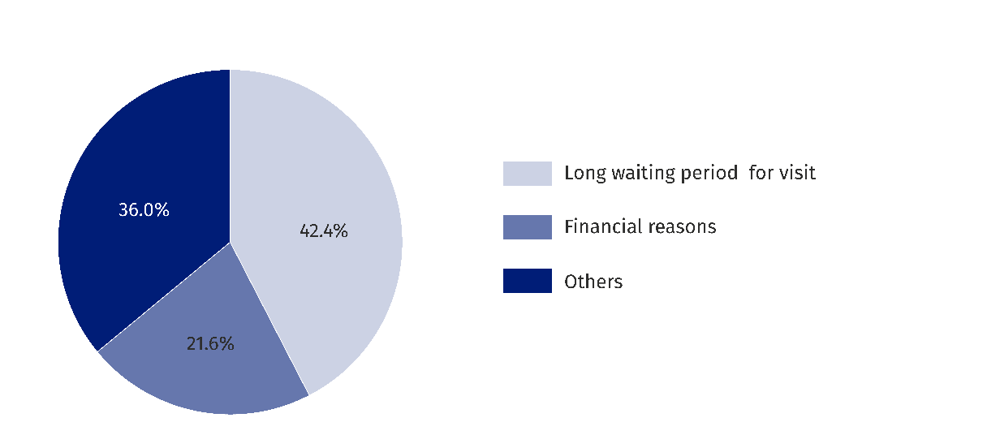 36.0%
42.4%
21.6%
Long waiting period  for visit
Financial reasons
Others